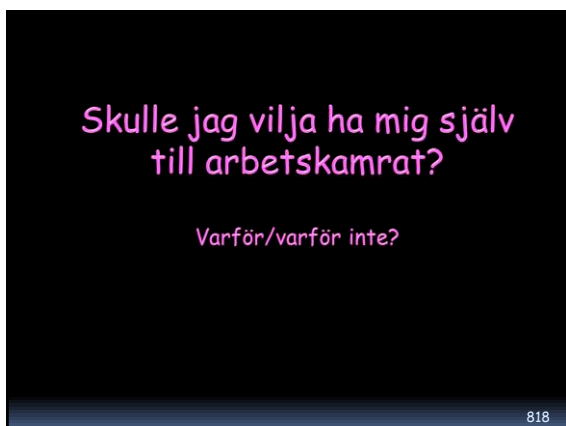 Skulle jag vilja ha mig själv
till arbetskamrat?
Varför/varför inte?
818